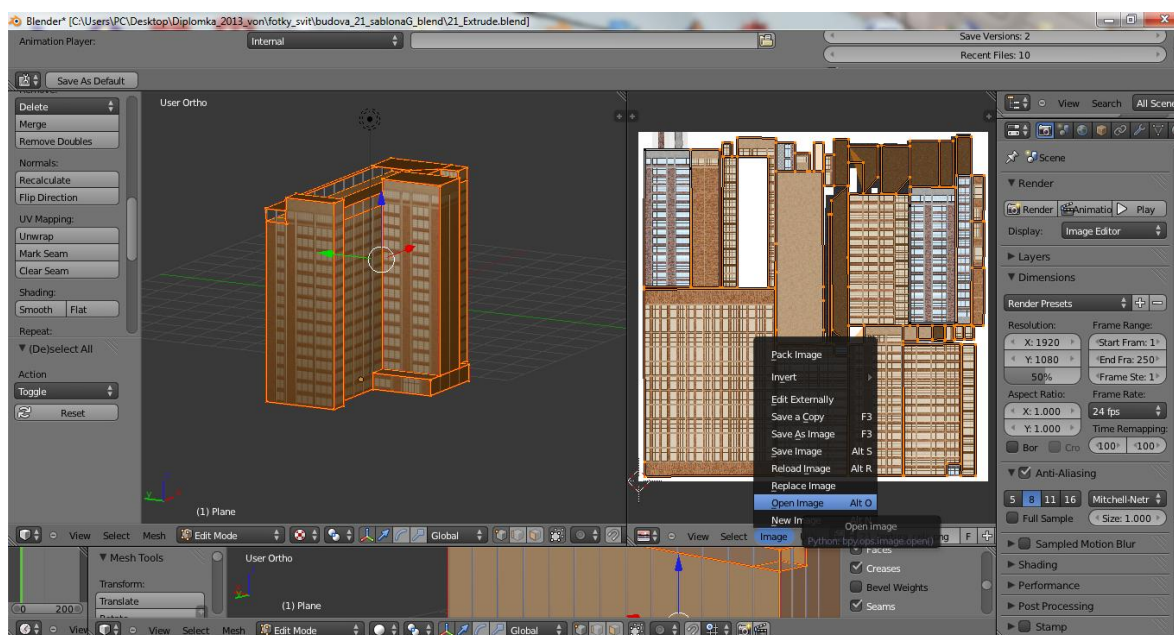 Blender* [C:\Users\PC\Desktop\Diplomka_2013_von\fotky_svit\budova_21_sablonaG_blend\21_Extrude.blend]
Animation Player:
Internal
Save Versions: 2
Recent Files: 10
Save As Default
Delete
Merge
Remove Doubles
Normals:
Recalculate
Flip Direction
UV Mapping:
Unwrap
Mark Seam
Clear Seam
Shading:
Smooth Flat
Repeat:
(De)select All
Action
Toggle
Reset
User Ortho
(1) Plane
View Select Mesh Edit Mode Global
Pack Image
Invert
Edit Externally
Save a Copy F3
Save As Image F3
Save Image Alt S
Reload Image Alt R
Replace Image
Open Image Alt O
New
Open image
Python: bpy.ops.image.open()
View Select Image
F
View Search All Scene
Scene
Render
Render Animatio Play
Display: Image Editor
Layers
Dimensions
Render Presets
Resolution: Frame Range:
X: 1920 Start Fram: 1
Y: 1080 End Fra: 250
50% Frame Ste: 1
Aspect Ratio: Frame Rate:
X: 1.000 24 fps
Y: 1.000 Time Remapping:
Bor Cro 100 100
Anti-Aliasing
5 8 11 16 Mitchell-Netr
Full Sample Size: 1.000
Sampled Motion Blur
Shading
Performance
Post Processing
Stamp
0 200
View
Mesh Tools
Transform:
Translate
User Ortho
(1) Plane
Faces
Creases
Bevel Weights
Seams
View Select Mesh Edit Mode Global